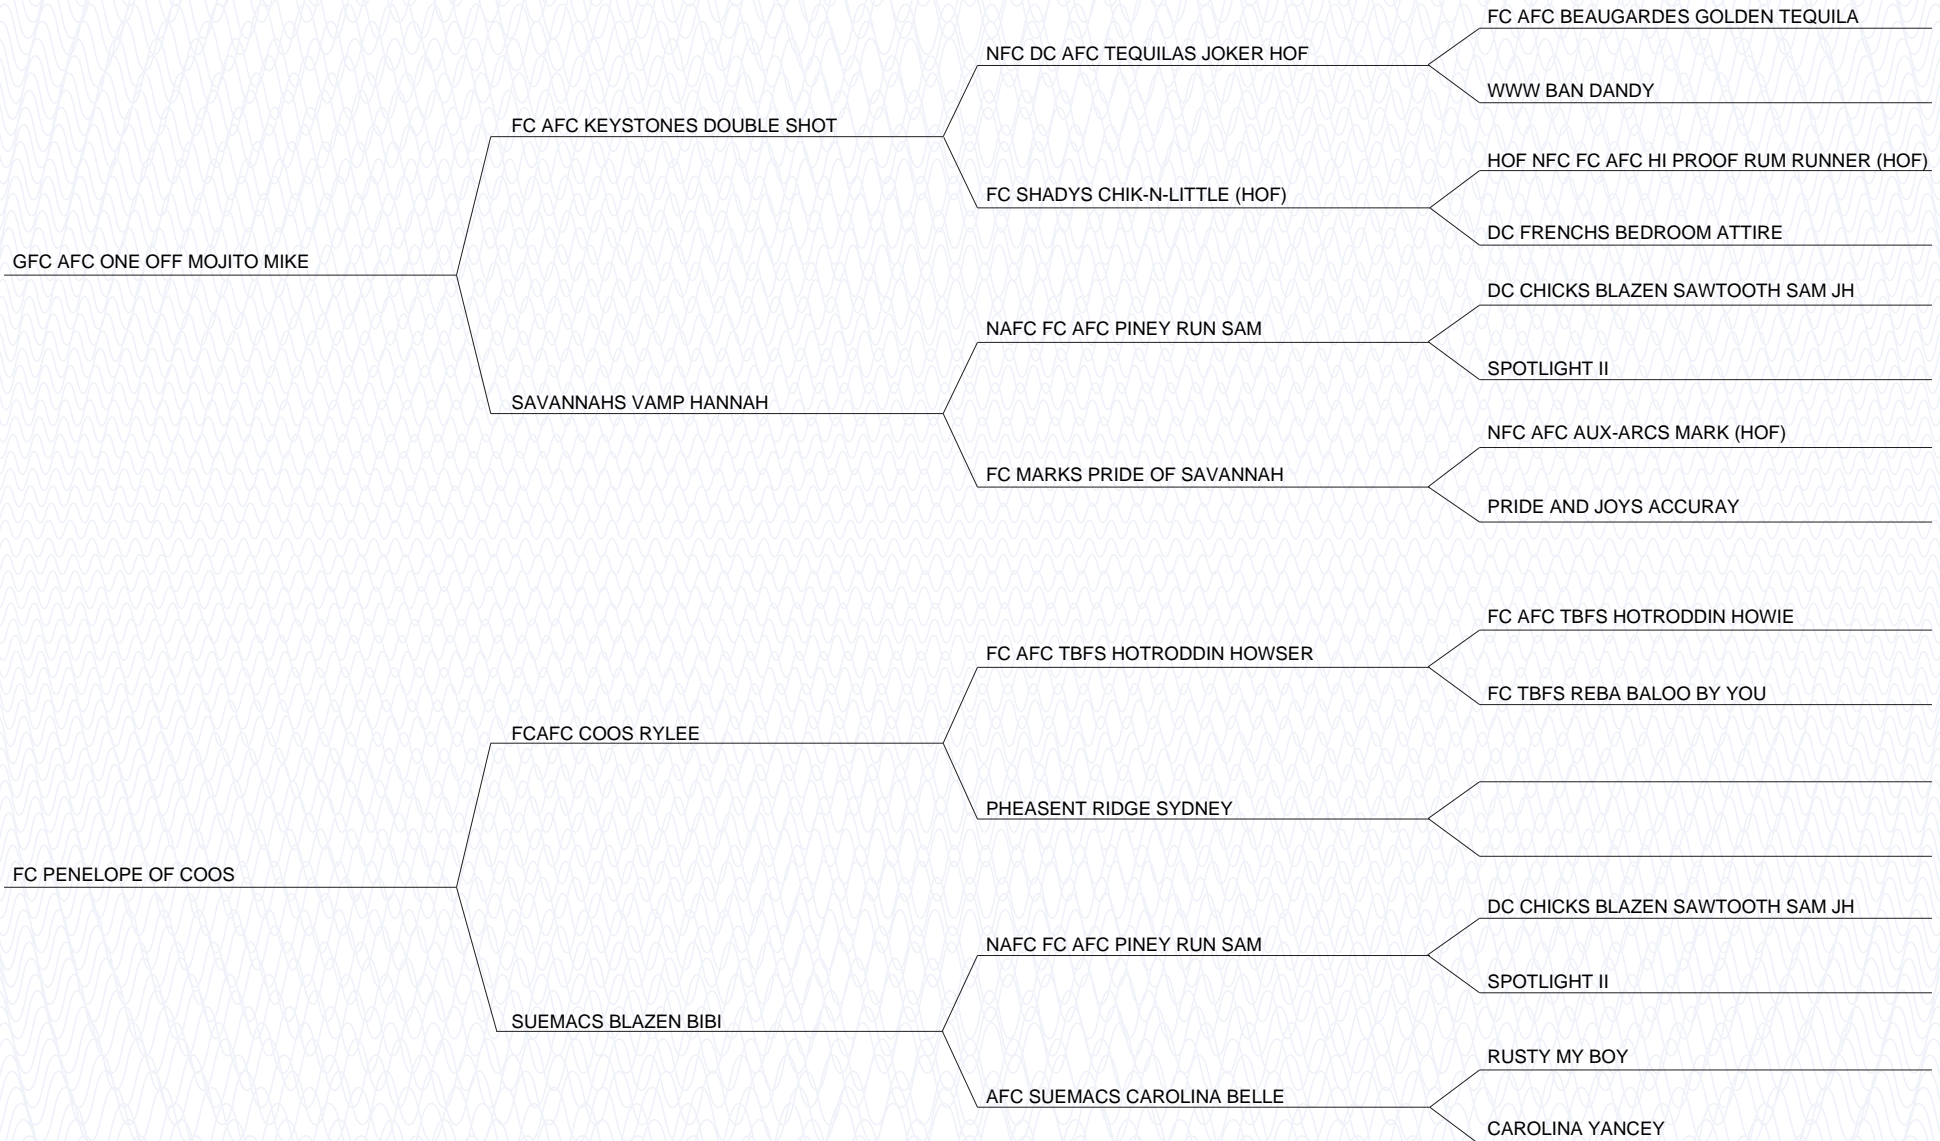 FC AFC BEAUGARDES GOLDEN TEQUILA
NFC DC AFC TEQUILAS JOKER HOF
WWW BAN DANDY
FC AFC KEYSTONES DOUBLE SHOT
HOF NFC FC AFC HI PROOF RUM RUNNER (HOF)
FC SHADYS CHIK-N-LITTLE (HOF)
DC FRENCHS BEDROOM ATTIRE
GFC AFC ONE OFF MOJITO MIKE
DC CHICKS BLAZEN SAWTOOTH SAM JH
NAFC FC AFC PINEY RUN SAM
SPOTLIGHT II
SAVANNAHS VAMP HANNAH
NFC AFC AUX-ARCS MARK (HOF)
FC MARKS PRIDE OF SAVANNAH
PRIDE AND JOYS ACCURAY
FC AFC TBFS HOTRODDIN HOWIE
FC AFC TBFS HOTRODDIN HOWSER
FC TBFS REBA BALOO BY YOU
FCAFC COOS RYLEE
PHEASENT RIDGE SYDNEY
FC PENELOPE OF COOS
DC CHICKS BLAZEN SAWTOOTH SAM JH
NAFC FC AFC PINEY RUN SAM
SPOTLIGHT II
SUEMACS BLAZEN BIBI
RUSTY MY BOY
AFC SUEMACS CAROLINA BELLE
CAROLINA YANCEY